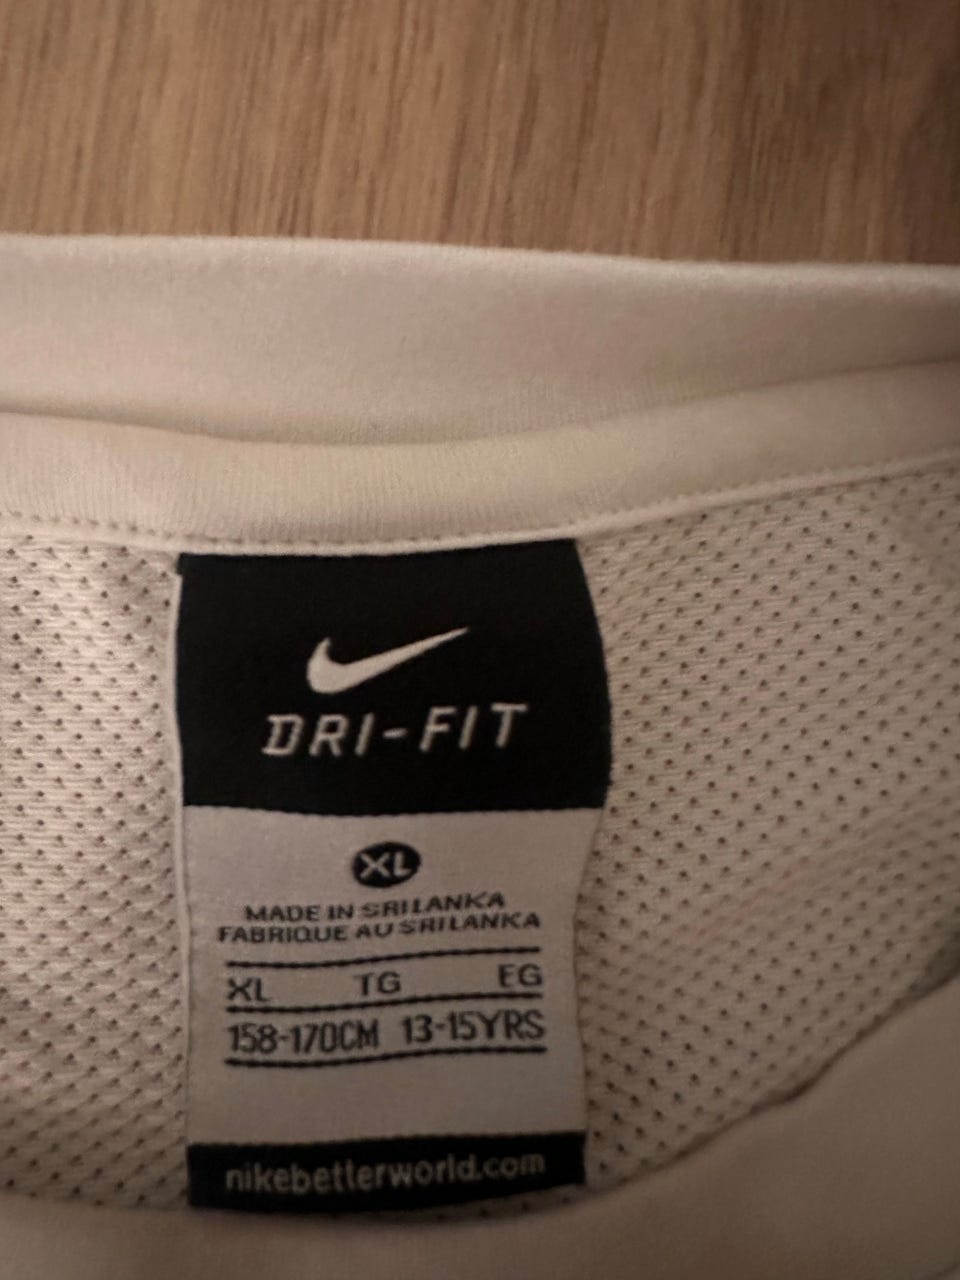 DRI-FIT
XL
MADE IN SRI LANKA
FABRIQUE AU SRI LANKA
XL TG EG
158-170CM 13-15YRS
nikebetterworld.com